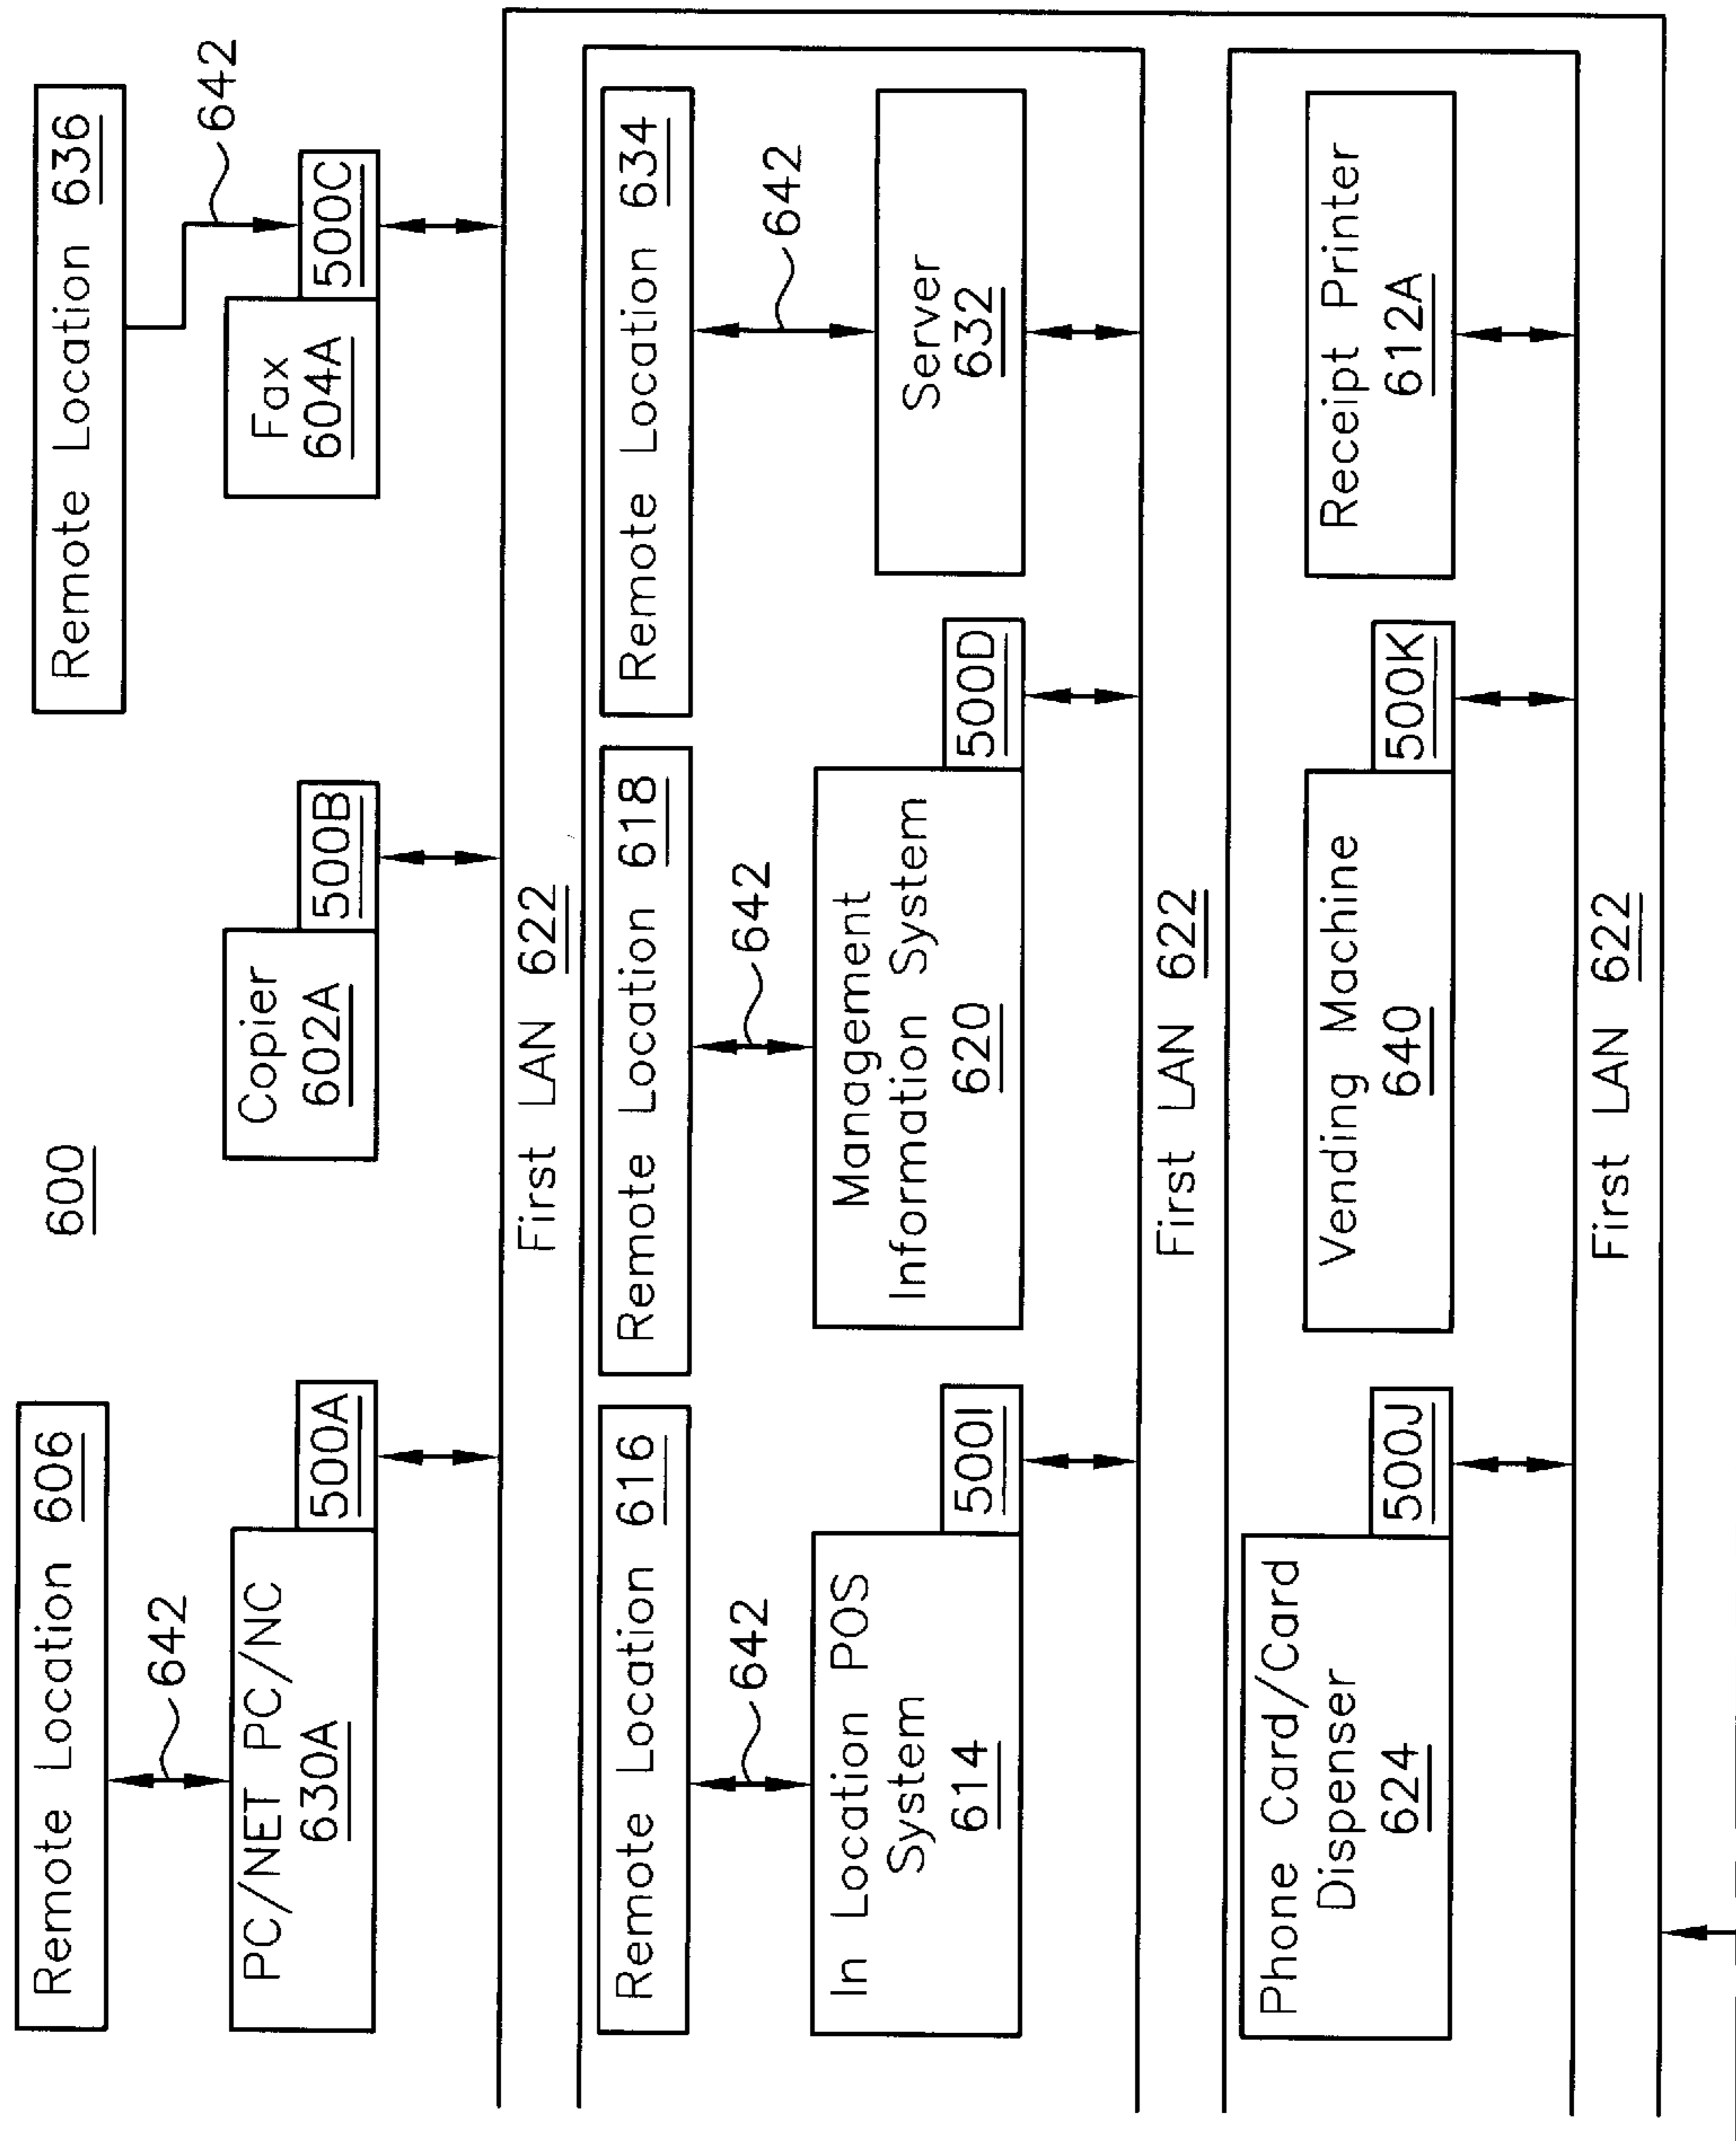 600
Remote Location 606
642
PC/NET PC/NC
630A
500A
Copier
602A
500B
Remote Location 636
642
Fax
604A
500C
First LAN 622
Remote Location 616
642
In Location POS
System
614
500I
Remote Location 618
642
Management
Information System
620
500D
Remote Location 634
642
Server
632
First LAN 622
Phone Card/Card
Dispenser
624
500J
Vending Machine
640
500K
Receipt Printer
612A
First LAN 622